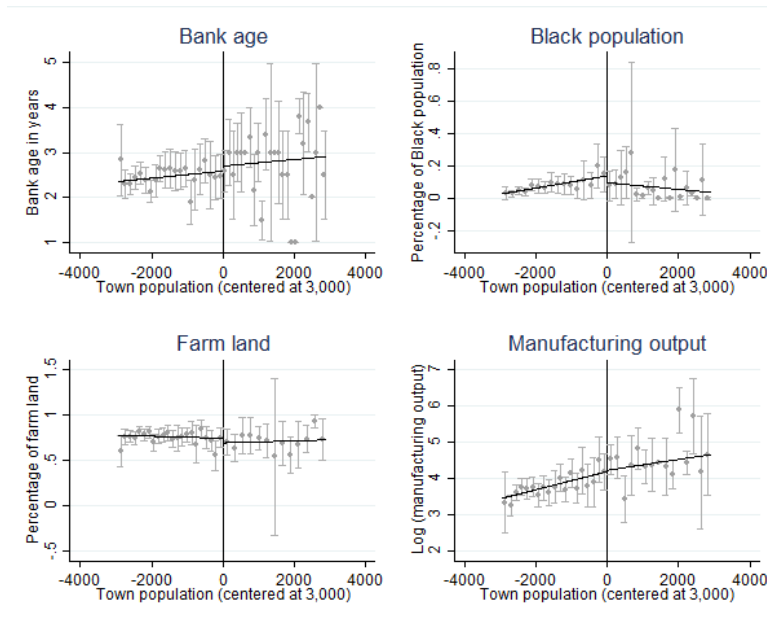 Bank age
Bank age in years
5
4
3
2
1
-4000 -2000 0 2000 4000
Town population (centered at 3,000)
Black population
Percentage of Black population
.8
.6
.4
.2
0
-.2
-4000 -2000 0 2000 4000
Town population (centered at 3,000)
Farm land
Percentage of farm land
1.5
1
.5
0
-.5
-4000 -2000 0 2000 4000
Town population (centered at 3,000)
Manufacturing output
Log (manufacturing output)
7
6
5
4
3
2
-4000 -2000 0 2000 4000
Town population (centered at 3,000)